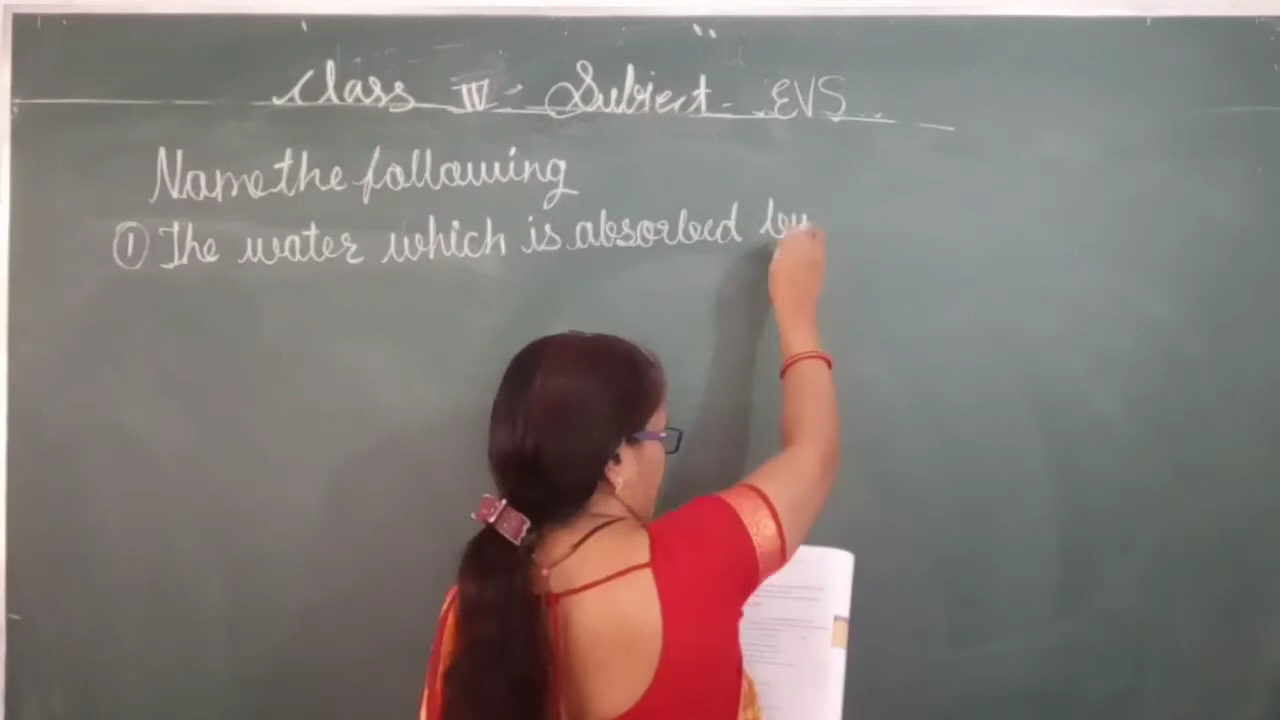 Class IV - Subject - EVS
Name the following
① The water which is absorbed by